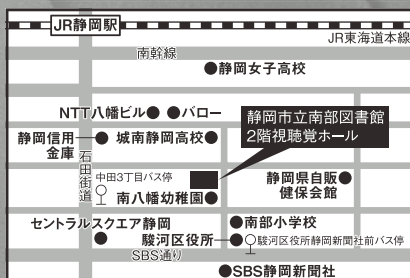 JR静岡駅
JR東海道本線
南幹線
●静岡女子高校
NTT八幡ビル● ●バロー
静岡市立南部図書館
2階視聴覚ホール
静岡信用金庫●
城南静岡高校●
石田街道
中田3丁目バス停
南八幡幼稚園●
静岡県自販●
健保会館
セントラルスクエア静岡
●南部小学校
駿河区役所●
駿河区役所静岡新聞社前バス停
SBS通り
●SBS静岡新聞社